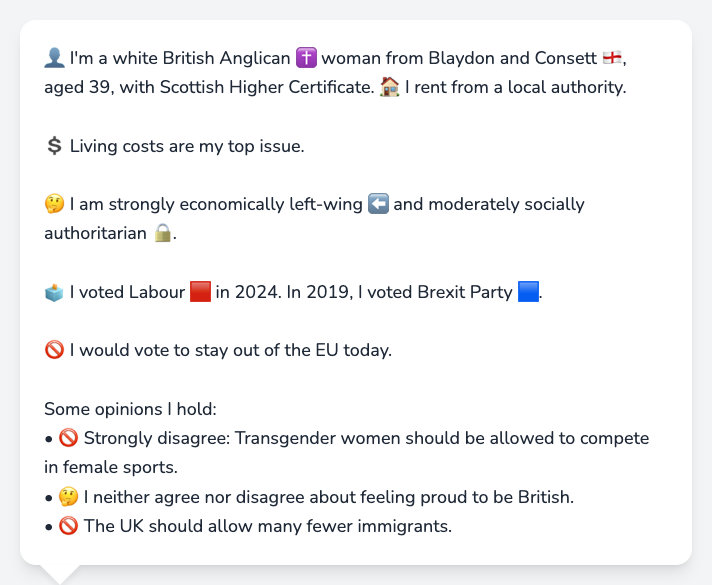 👤 I'm a white British Anglican ✝️ woman from Blaydon and Consett 🏴󠁧󠁢󠁥󠁮󠁧󠁿,
aged 39, with Scottish Higher Certificate. 🏠 I rent from a local authority.
💲 Living costs are my top issue.
🤔 I am strongly economically left-wing ⬅️ and moderately socially
authoritarian 🔒.
🗳️ I voted Labour 🟥 in 2024. In 2019, I voted Brexit Party 🟦.
🚫 I would vote to stay out of the EU today.
Some opinions I hold:
• 🚫 Strongly disagree: Transgender women should be allowed to compete
in female sports.
• 🤔 I neither agree nor disagree about feeling proud to be British.
• 🚫 The UK should allow many fewer immigrants.